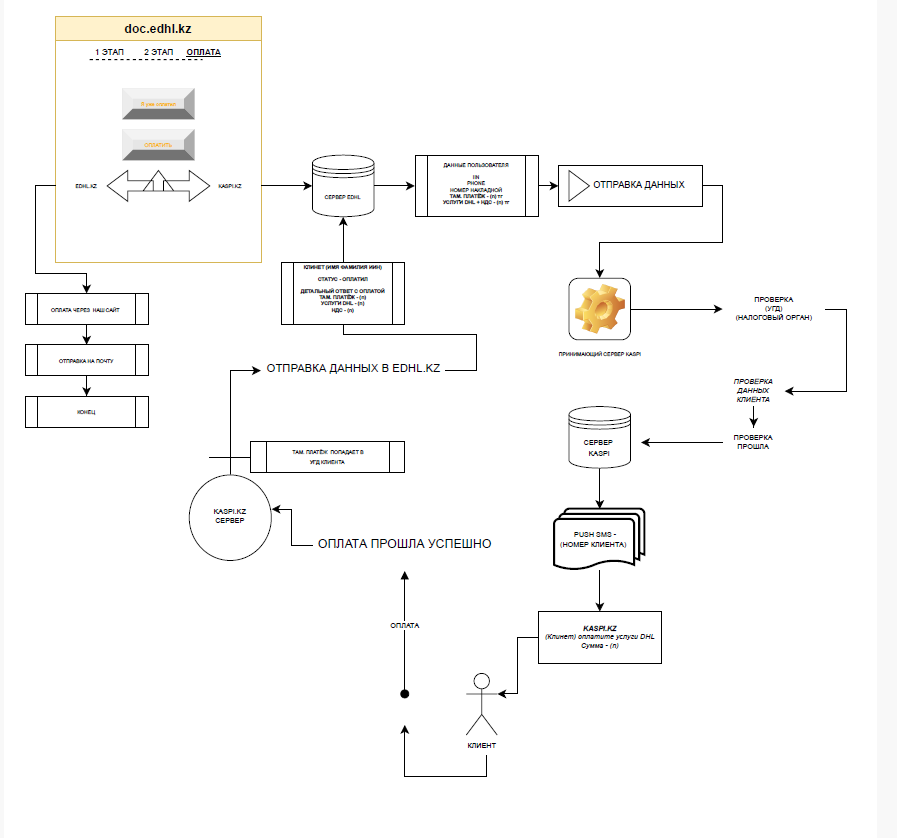 doc.edhl.kz
1 ЭТАП 2 ЭТАП ОПЛАТА
Я уже оплатил
ОПЛАТИТЬ
EDHL.KZ
KASPI.KZ
СЕРВЕР EDHL
ДАННЫЕ ПОЛЬЗОВАТЕЛЯ
IIN
PHONE
НОМЕР НАКЛАДНОЙ
ТАМ. ПЛАТЁЖ - (n) тг
УСЛУГИ DHL + НДС - (n) тг
ОТПРАВКА ДАННЫХ
ПРИНИМАЮЩИЙ СЕРВЕР KASPI
ПРОВЕРКА
(УГД)
(НАЛОГОВЫЙ ОРГАН)
ПРОВЕРКА
ДАННЫХ
КЛИЕНТА
ПРОВЕРКА
ПРОШЛА
СЕРВЕР
KASPI
PUSH SMS -
(НОМЕР КЛИЕНТА)
KASPI.KZ
(Клинет) оплатите услуги DHL
Сумма - (n)
КЛИЕНТ
ОПЛАТА
ОПЛАТА ПРОШЛА УСПЕШНО
KASPI.KZ
СЕРВЕР
ТАМ. ПЛАТЁЖ ПОПАДАЕТ В
УГД КЛИЕНТА
ОТПРАВКА ДАННЫХ В EDHL.KZ
КЛИНЕТ (ИМЯ ФАМИЛИЯ ИИН)
СТАТУС - ОПЛАТИЛ
ДЕТАЛЬНЫЙ ОТВЕТ С ОПЛАТОЙ
ТАМ. ПЛАТЁЖ - (n)
УСЛУГИ DHL - (n)
НДС - (n)
ОПЛАТА ЧЕРЕЗ НАШ САЙТ
ОТПРАВКА НА ПОЧТУ
КОНЕЦ